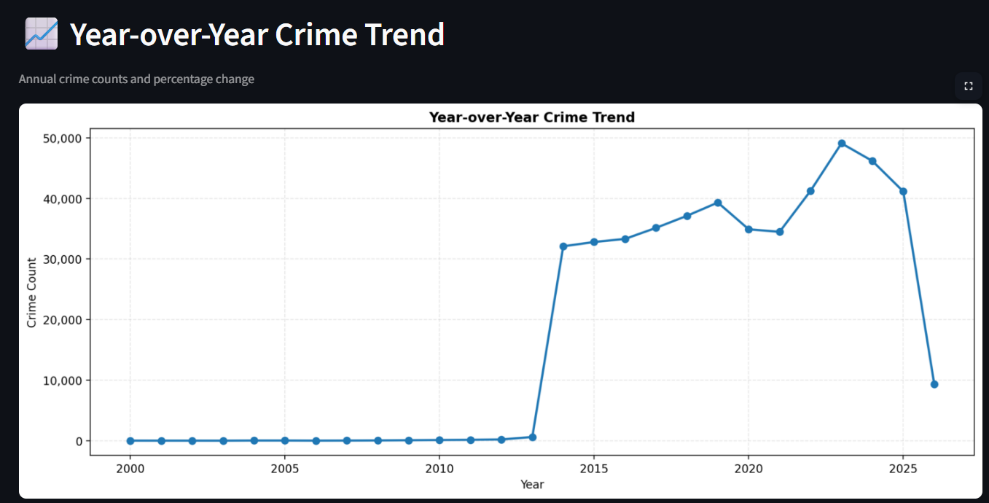 Year-over-Year Crime Trend
Annual crime counts and percentage change
Year-over-Year Crime Trend
50,000
40,000
30,000
20,000
10,000
0
Crime Count
2000 2005 2010 2015 2020 2025
Year